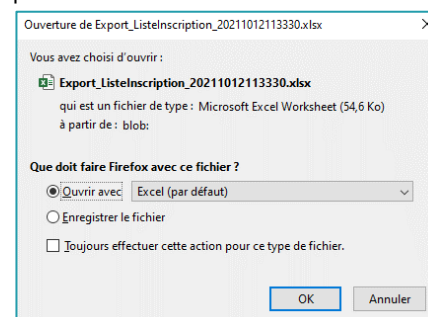 Ouverture de Export_ListeInscription_20211012113330.xlsx
Vous avez choisi d'ouvrir :
Export_ListeInscription_20211012113330.xlsx
qui est un fichier de type : Microsoft Excel Worksheet (54,6 Ko)
à partir de : blob:
Que doit faire Firefox avec ce fichier ?
Ouvrir avec Excel (par défaut)
Enregistrer le fichier
Toujours effectuer cette action pour ce type de fichier.
OK Annuler